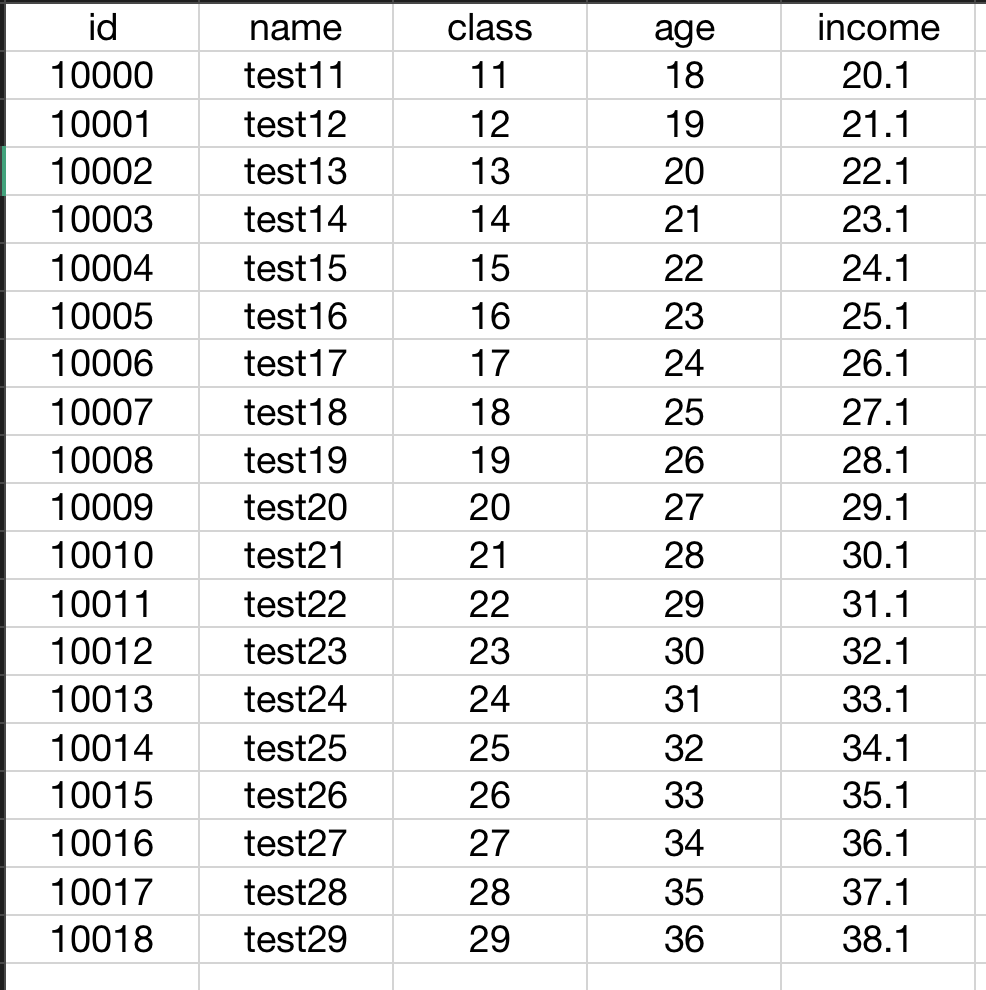 id name class age income
10000 test11 11 18 20.1
10001 test12 12 19 21.1
10002 test13 13 20 22.1
10003 test14 14 21 23.1
10004 test15 15 22 24.1
10005 test16 16 23 25.1
10006 test17 17 24 26.1
10007 test18 18 25 27.1
10008 test19 19 26 28.1
10009 test20 20 27 29.1
10010 test21 21 28 30.1
10011 test22 22 29 31.1
10012 test23 23 30 32.1
10013 test24 24 31 33.1
10014 test25 25 32 34.1
10015 test26 26 33 35.1
10016 test27 27 34 36.1
10017 test28 28 35 37.1
10018 test29 29 36 38.1